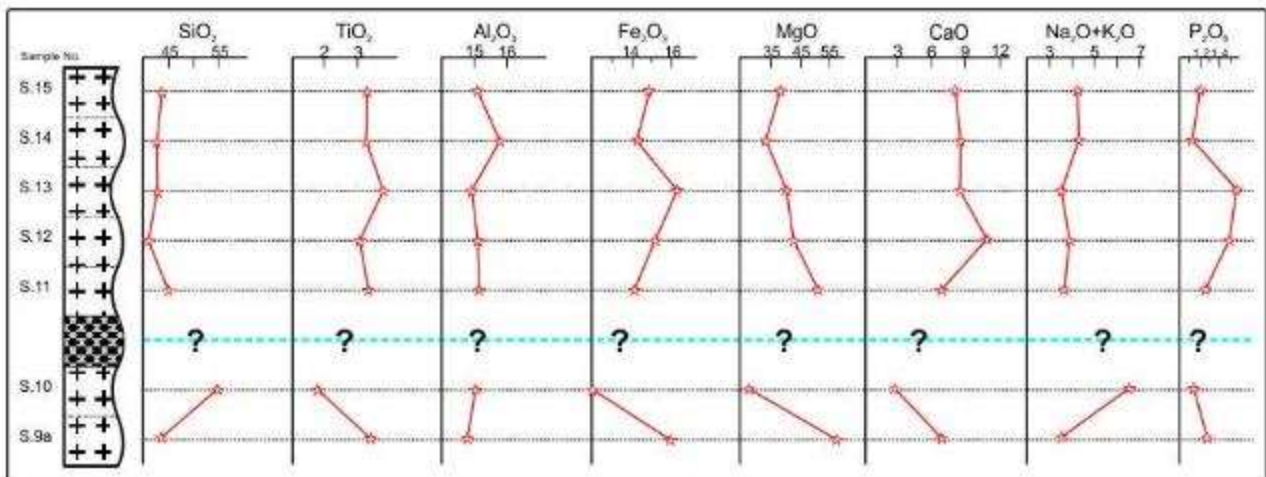 SiO₂ TiO₂ Al₂O₃ Fe₂O₃ MgO CaO Na₂O+K₂O P₂O₅
Sample No. 45 55 2 3 15 16 14 16 35 45 55 3 6 9 12 3 5 7
S.15
S.14
S.13
S.12
S.11
? ? ? ? ? ? ? ?
S.10
S.9a